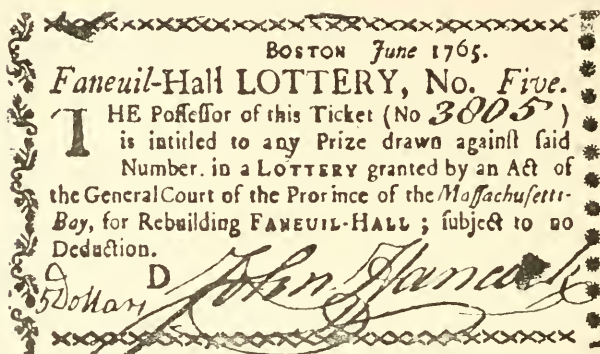 BOSTON June 1765.
Faneuil-Hall LOTTERY, No. Five.
THE Poſſeſſor of this Ticket (No 3805)
is intitled to any Prize drawn againſt ſaid
Number. in a LOTTERY granted by an Act of
the General Court of the Province of the Maſſachuſetts-
Bay, for Rebuilding FANEUIL-HALL; ſubject to no
Deduction.
5 Dollars D John Hancock